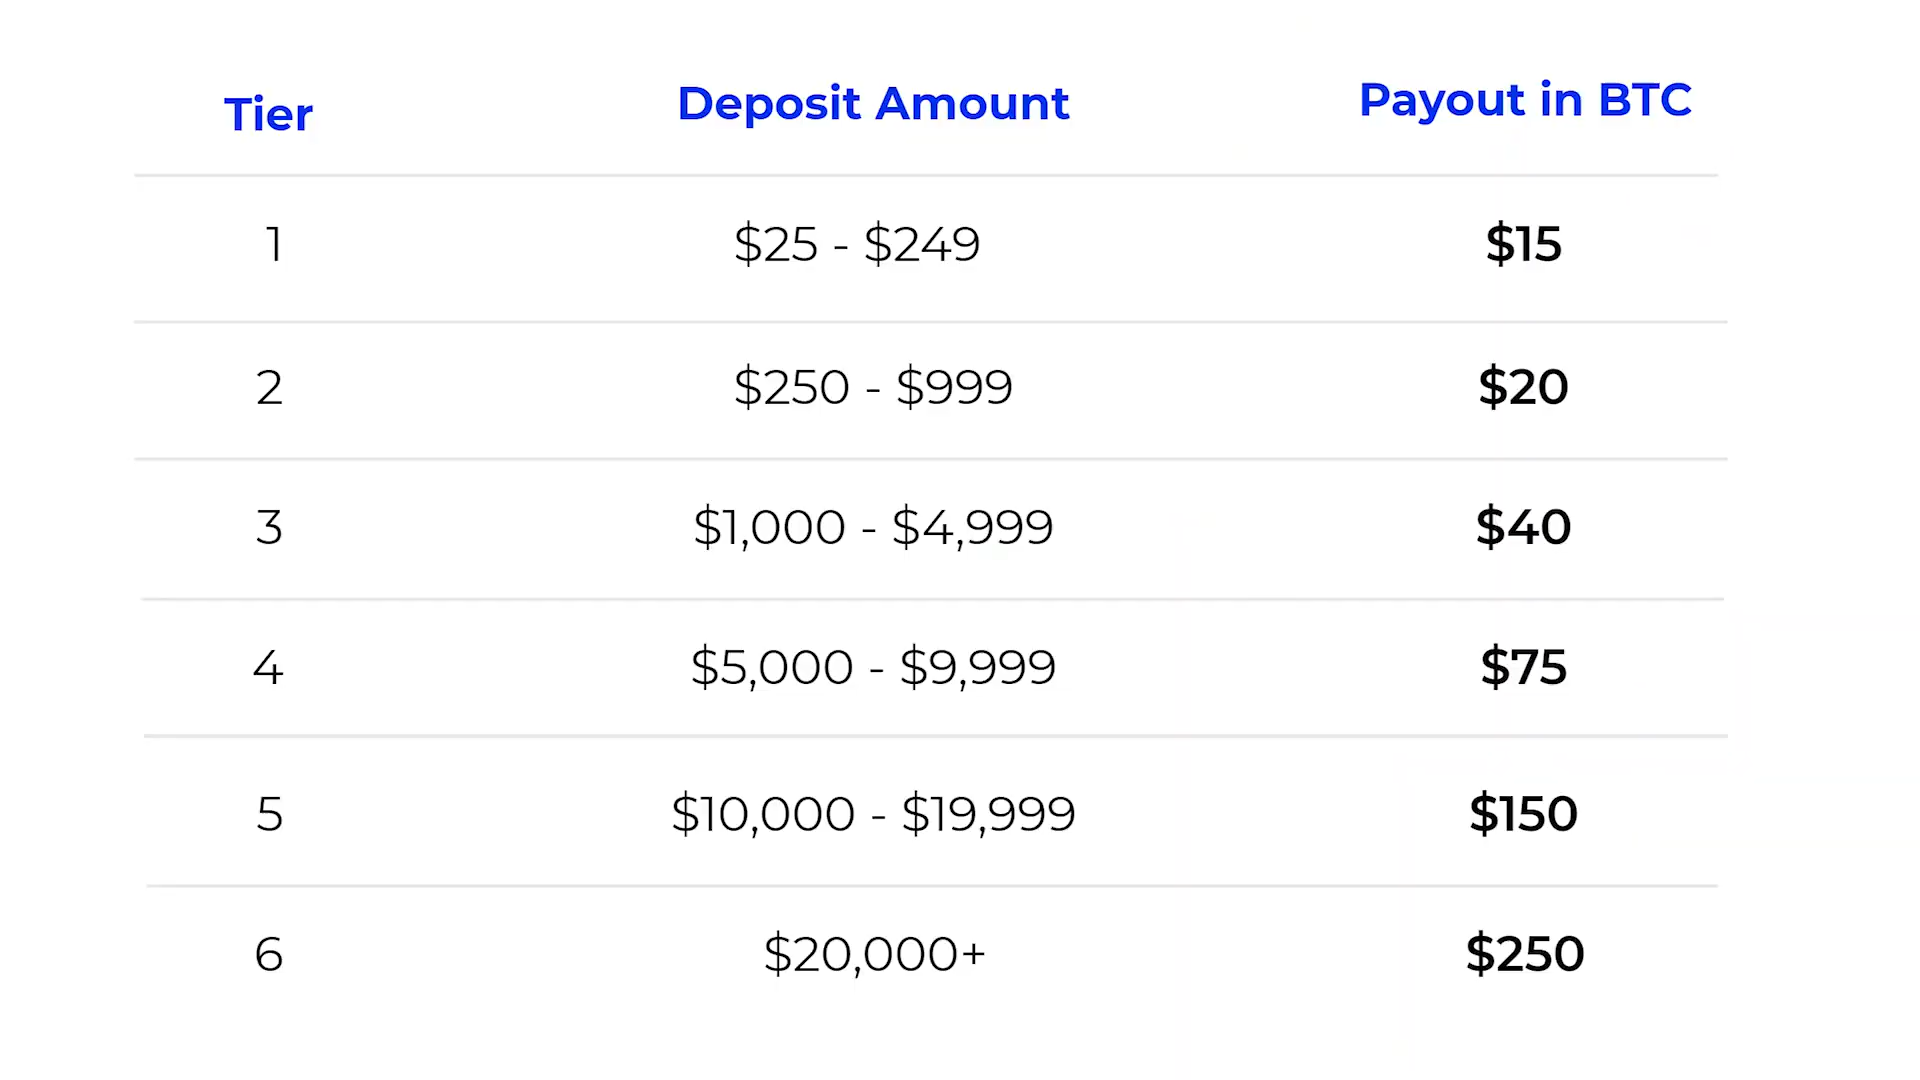 Tier Deposit Amount Payout in BTC
1 $25 - $249 $15
2 $250 - $999 $20
3 $1,000 - $4,999 $40
4 $5,000 - $9,999 $75
5 $10,000 - $19,999 $150
6 $20,000+ $250